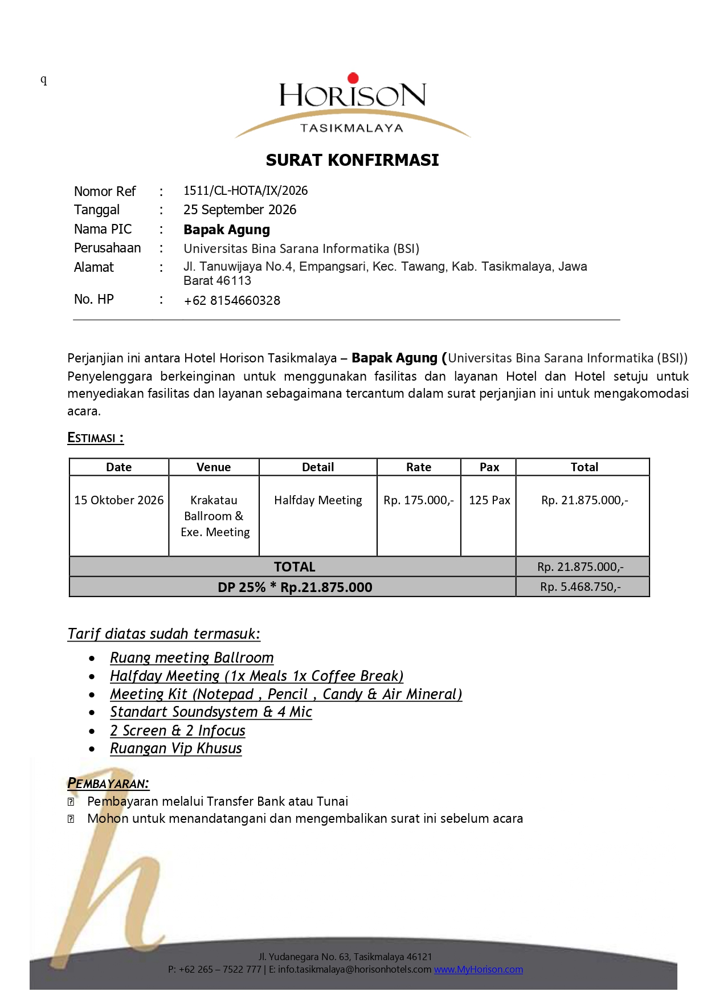 q
HORISON
TASIKMALAYA
SURAT KONFIRMASI
Nomor Ref : 1511/CL-HOTA/IX/2026
Tanggal : 25 September 2026
Nama PIC : Bapak Agung
Perusahaan : Universitas Bina Sarana Informatika (BSI)
Alamat : Jl. Tanuwijaya No.4, Empangsari, Kec. Tawang, Kab. Tasikmalaya, Jawa
Barat 46113
No. HP : +62 8154660328
Perjanjian ini antara Hotel Horison Tasikmalaya – Bapak Agung (Universitas Bina Sarana Informatika (BSI))
Penyelenggara berkeinginan untuk menggunakan fasilitas dan layanan Hotel dan Hotel setuju untuk
menyediakan fasilitas dan layanan sebagaimana tercantum dalam surat perjanjian ini untuk mengakomodasi
acara.
ESTIMASI :
Date Venue Detail Rate Pax Total
15 Oktober 2026 Krakatau Halfday Meeting Rp. 175.000,- 125 Pax Rp. 21.875.000,-
Ballroom &
Exe. Meeting
TOTAL Rp. 21.875.000,-
DP 25% * Rp.21.875.000 Rp. 5.468.750,-
Tarif diatas sudah termasuk:
• Ruang meeting Ballroom
• Halfday Meeting (1x Meals 1x Coffee Break)
• Meeting Kit (Notepad , Pencil , Candy & Air Mineral)
• Standart Soundsystem & 4 Mic
• 2 Screen & 2 Infocus
• Ruangan Vip Khusus
PEMBAYARAN:
Pembayaran melalui Transfer Bank atau Tunai
Mohon untuk menandatangani dan mengembalikan surat ini sebelum acara
h
Jl. Yudanegara No. 63, Tasikmalaya 46121
P: +62 265 – 7522 777 | E: info.tasikmalaya@horisonhotels.com www.MyHorison.com